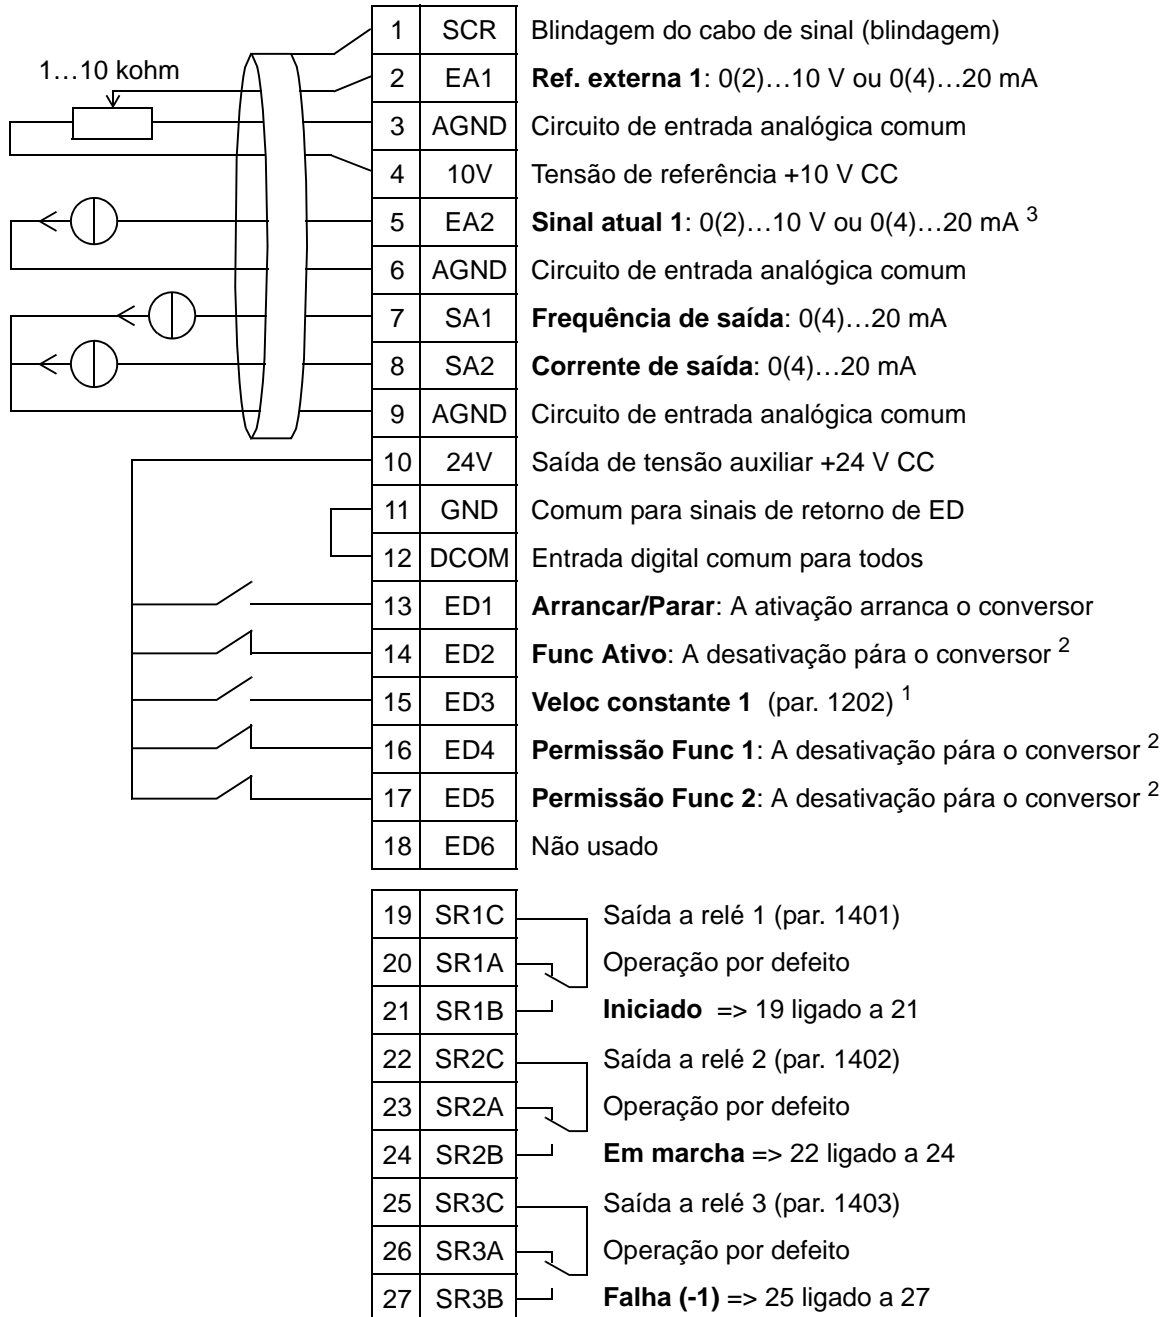 1 SCR Blindagem do cabo de sinal (blindagem)
1…10 kohm
2 EA1 Ref. externa 1: 0(2)…10 V ou 0(4)…20 mA
3 AGND Circuito de entrada analógica comum
4 10V Tensão de referência +10 V CC
5 EA2 Sinal atual 1: 0(2)…10 V ou 0(4)…20 mA 3
6 AGND Circuito de entrada analógica comum
7 SA1 Frequência de saída: 0(4)…20 mA
8 SA2 Corrente de saída: 0(4)…20 mA
9 AGND Circuito de entrada analógica comum
10 24V Saída de tensão auxiliar +24 V CC
11 GND Comum para sinais de retorno de ED
12 DCOM Entrada digital comum para todos
13 ED1 Arrancar/Parar: A ativação arranca o conversor
14 ED2 Func Ativo: A desativação pára o conversor 2
15 ED3 Veloc constante 1 (par. 1202) 1
16 ED4 Permissão Func 1: A desativação pára o conversor 2
17 ED5 Permissão Func 2: A desativação pára o conversor 2
18 ED6 Não usado
19 SR1C Saída a relé 1 (par. 1401)
20 SR1A Operação por defeito
21 SR1B Iniciado => 19 ligado a 21
22 SR2C Saída a relé 2 (par. 1402)
23 SR2A Operação por defeito
24 SR2B Em marcha => 22 ligado a 24
25 SR3C Saída a relé 3 (par. 1403)
26 SR3A Operação por defeito
27 SR3B Falha (-1) => 25 ligado a 27